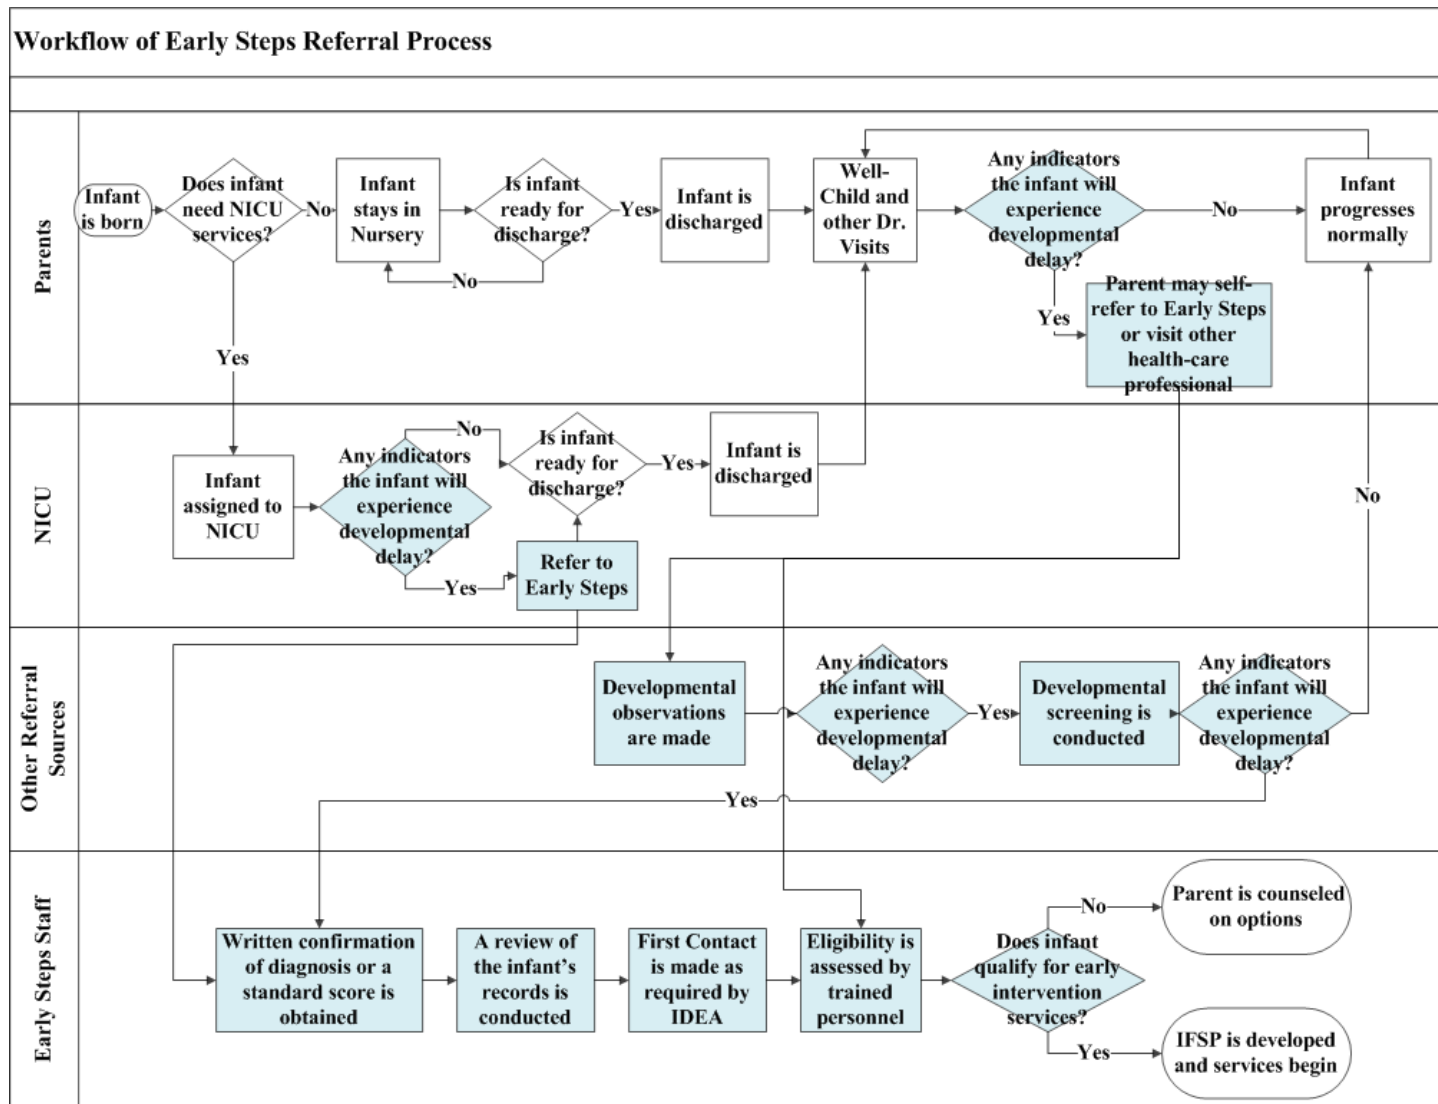 Workflow of Early Steps Referral Process
Parents
Infant
is born
Does infant
need NICU
services?
No
Infant
stays in
Nursery
Is infant
ready for
discharge?
No
Yes
Infant is
discharged
Well-
Child and
other Dr.
Visits
Any indicators
the infant will
experience
developmental
delay?
No
Infant
progresses
normally
Yes
Parent may self-
refer to Early Steps
or visit other
health-care
professional
Yes
NICU
Infant
assigned to
NICU
Any indicators
the infant will
experience
developmental
delay?
No
Yes
Refer to
Early Steps
Is infant
ready for
discharge?
Yes
Infant is
discharged
No
Other Referral
Sources
Developmental
observations
are made
Any indicators
the infant will
experience
developmental
delay?
Yes
Developmental
screening is
conducted
Any indicators
the infant will
experience
developmental
delay?
Yes
Early Steps Staff
Written confirmation
of diagnosis or a
standard score is
obtained
A review of
the infant's
records is
conducted
First Contact
is made as
required by
IDEA
Eligibility is
assessed by
trained
personnel
Does infant
qualify for early
intervention
services?
No
Parent is counseled
on options
Yes
IFSP is developed
and services begin